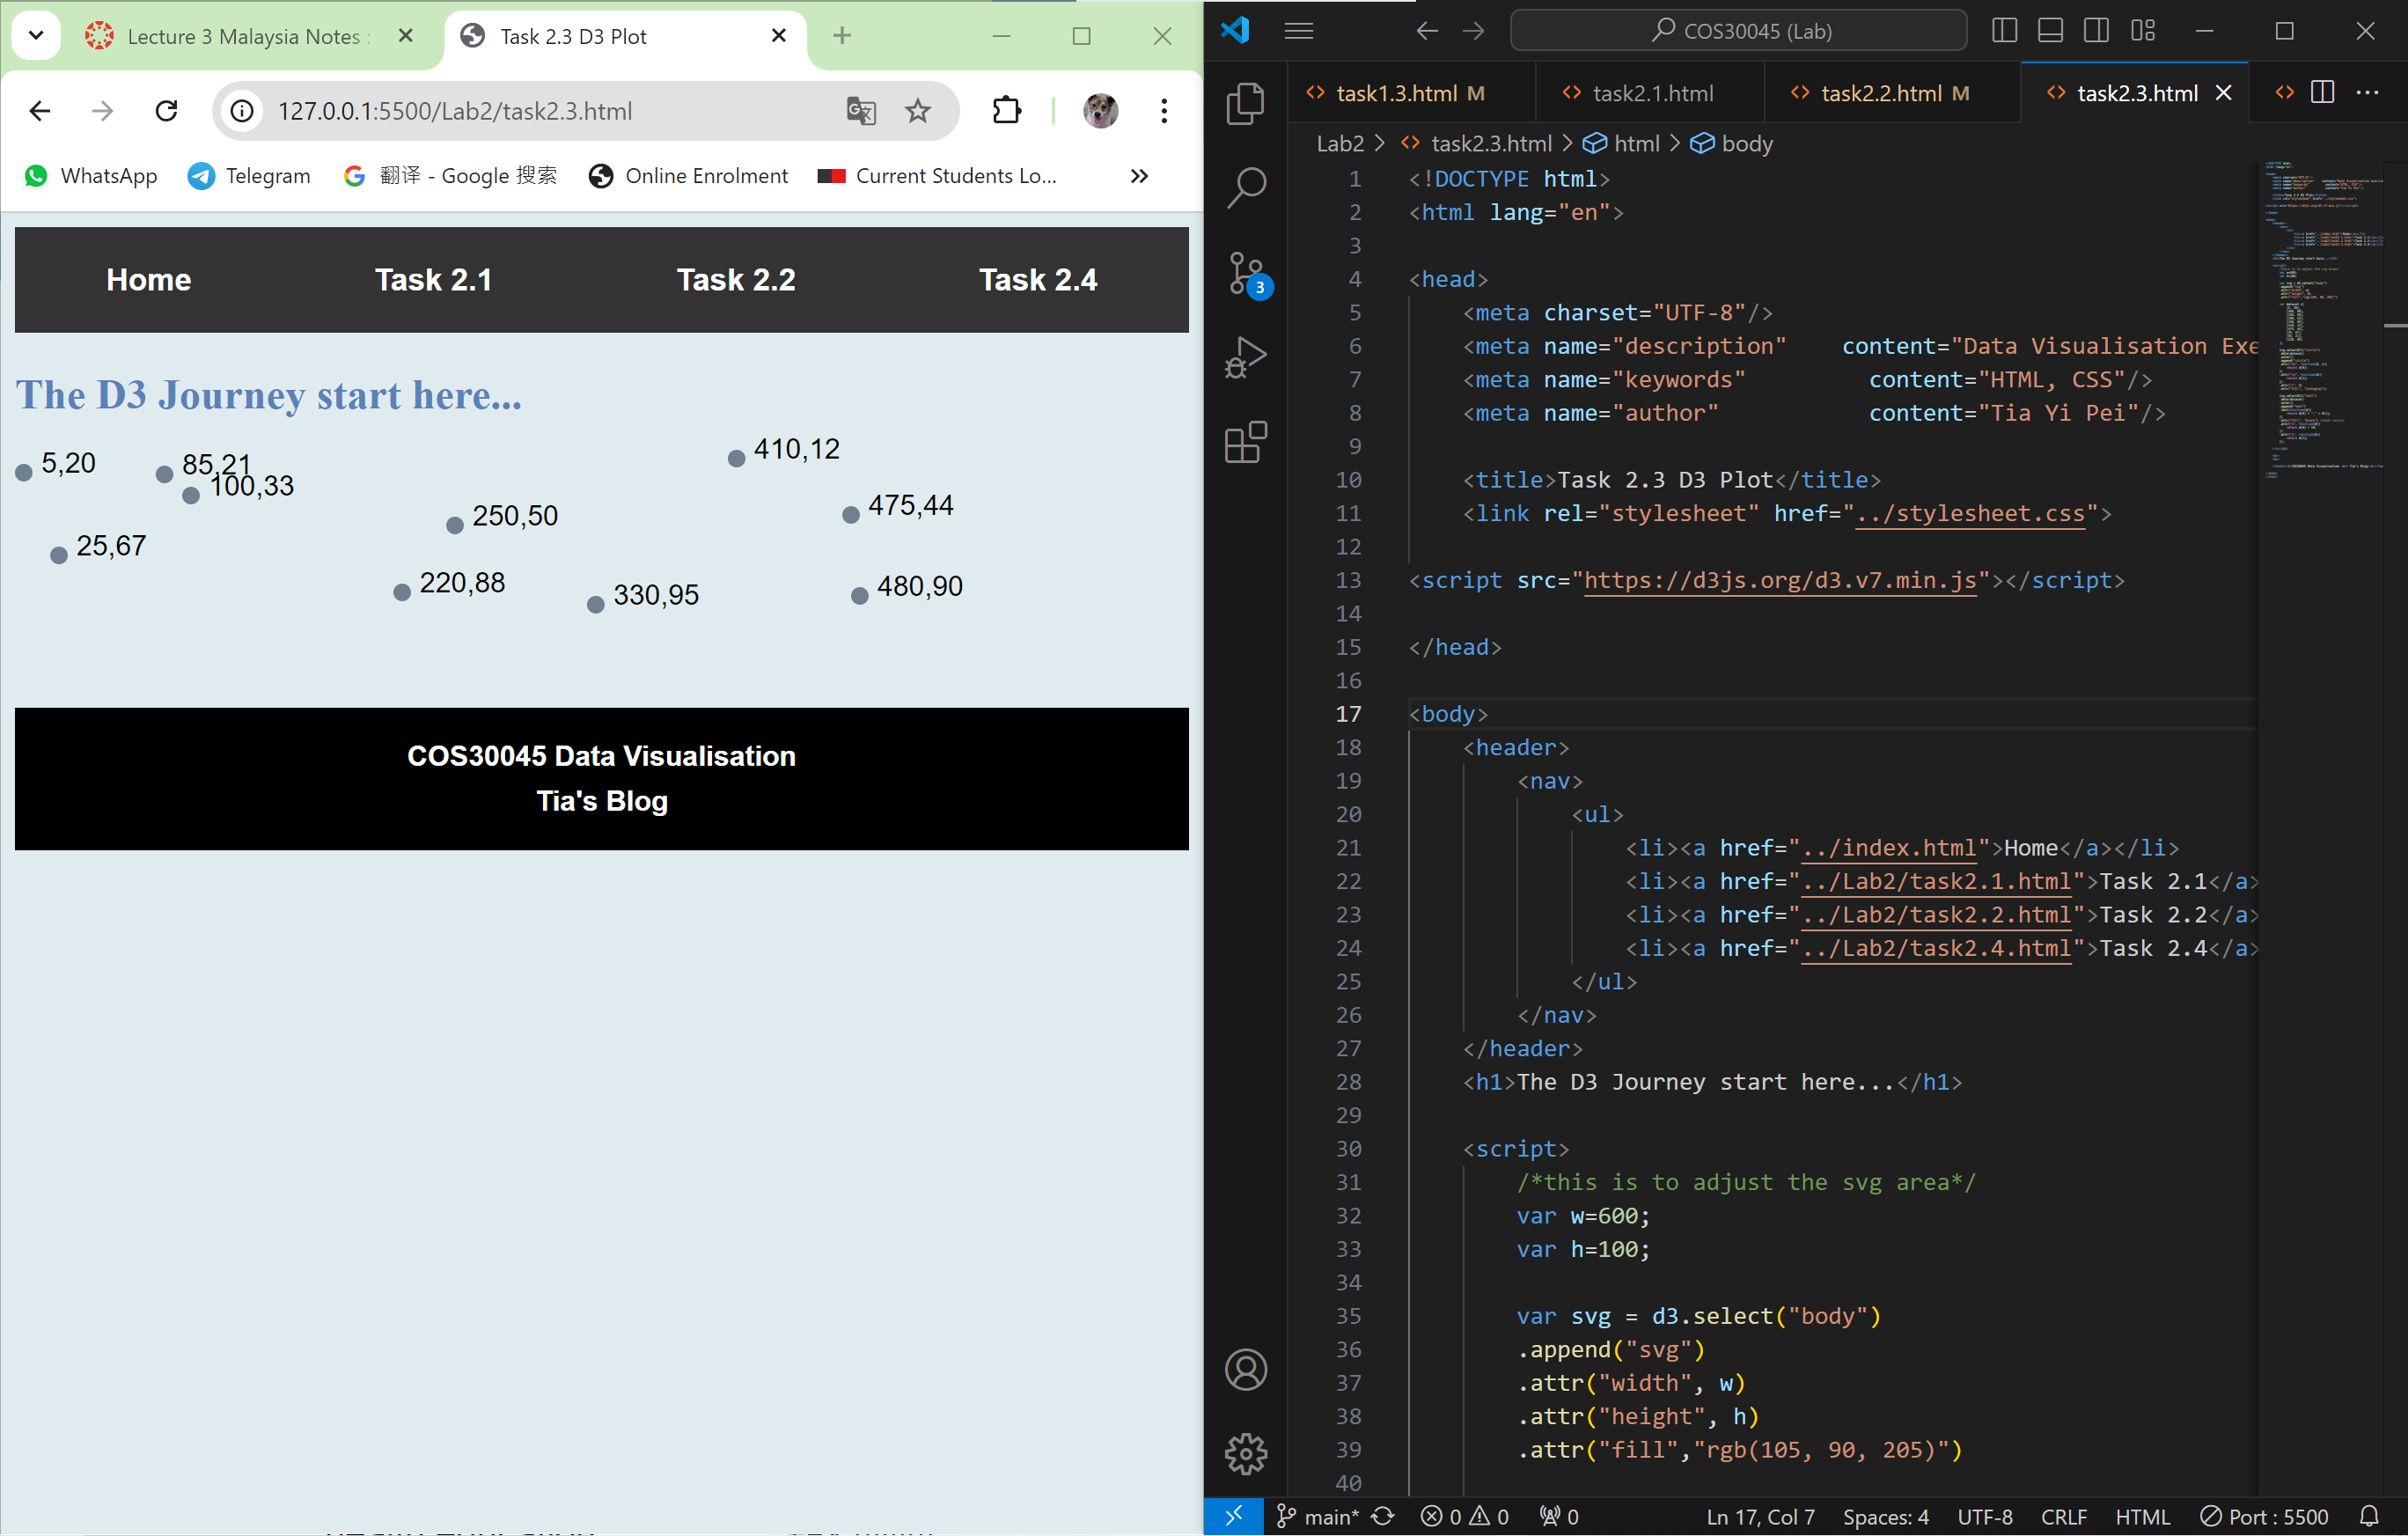 Lecture 3 Malaysia Notes :
Task 2.3 D3 Plot
127.0.0.1:5500/Lab2/task2.3.html
WhatsApp
Telegram
翻译 - Google 搜索
Online Enrolment
Current Students Lo...
Home
Task 2.1
Task 2.2
Task 2.4
The D3 Journey start here...
410,12
5,20
85,21
100,33
475,44
250,50
25,67
220,88
330,95
480,90
COS30045 Data Visualisation
Tia's Blog
COS30045 (Lab)
task1.3.html M
task2.1.html
task2.2.html M
task2.3.html
Lab2 > task2.3.html > html > body
3
1 <!DOCTYPE html>
2 <html lang="en">
3
4 <head>
5 <meta charset="UTF-8"/>
6 <meta name="description" content="Data Visualisation Exe
7 <meta name="keywords" content="HTML, CSS"/>
8 <meta name="author" content="Tia Yi Pei"/>
9
10 <title>Task 2.3 D3 Plot</title>
11 <link rel="stylesheet" href="../stylesheet.css">
12
13 <script src="https://d3js.org/d3.v7.min.js"></script>
14
15 </head>
16
17 <body>
18 <header>
19 <nav>
20 <ul>
21 <li><a href="../index.html">Home</a></li>
22 <li><a href="../Lab2/task2.1.html">Task 2.1</a>
23 <li><a href="../Lab2/task2.2.html">Task 2.2</a>
24 <li><a href="../Lab2/task2.4.html">Task 2.4</a>
25 </ul>
26 </nav>
27 </header>
28 <h1>The D3 Journey start here...</h1>
29
30 <script>
31 /*this is to adjust the svg area*/
32 var w=600;
33 var h=100;
34
35 var svg = d3.select("body")
36 .append("svg")
37 .attr("width", w)
38 .attr("height", h)
39 .attr("fill","rgb(105, 90, 205)")
40
main*
0 0
0
Ln 17, Col 7
Spaces: 4
UTF-8
CRLF
HTML
Port : 5500